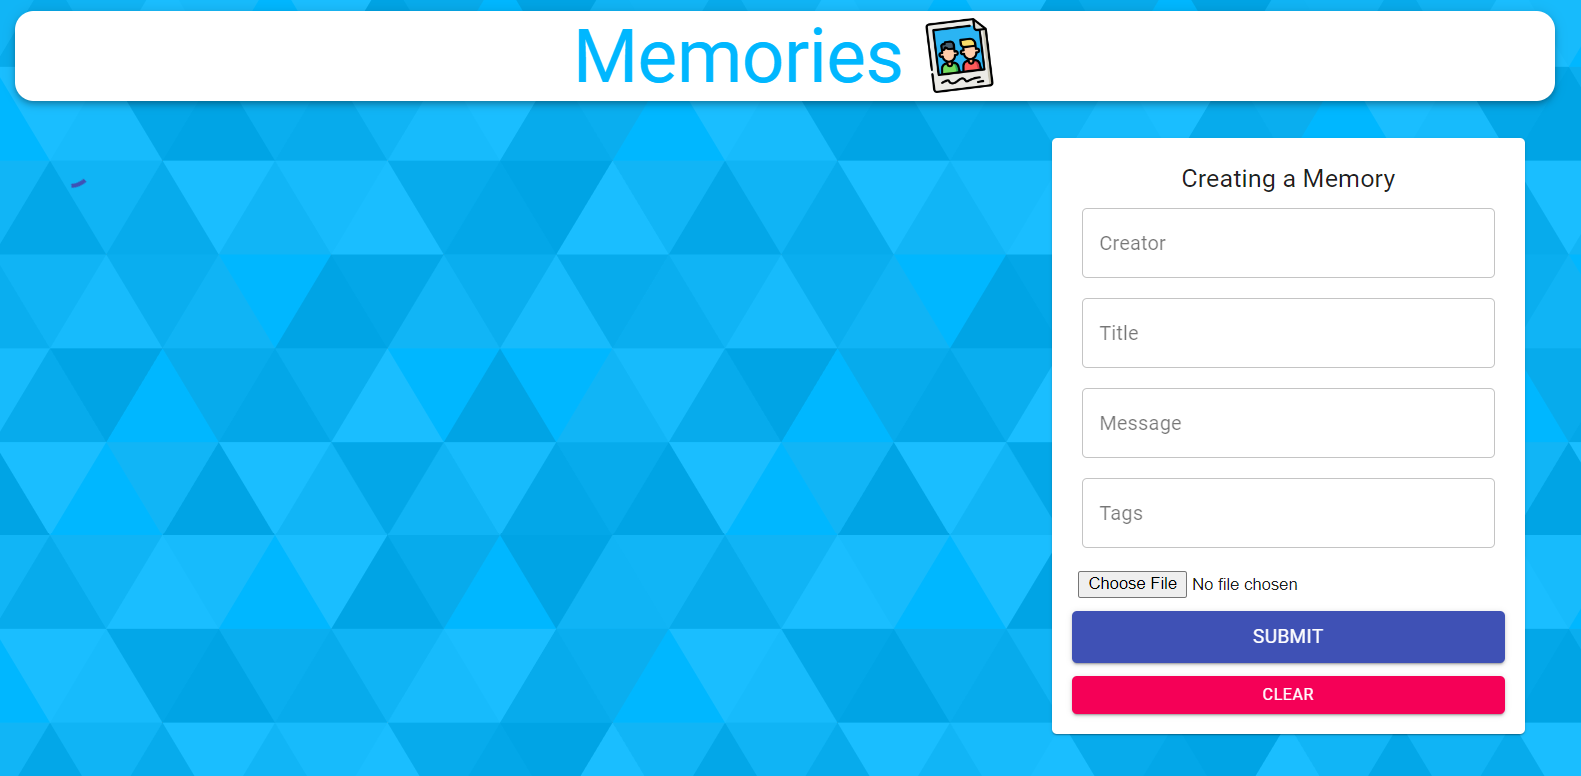 Memories
Creating a Memory
Creator
Title
Message
Tags
Choose File No file chosen
SUBMIT
CLEAR